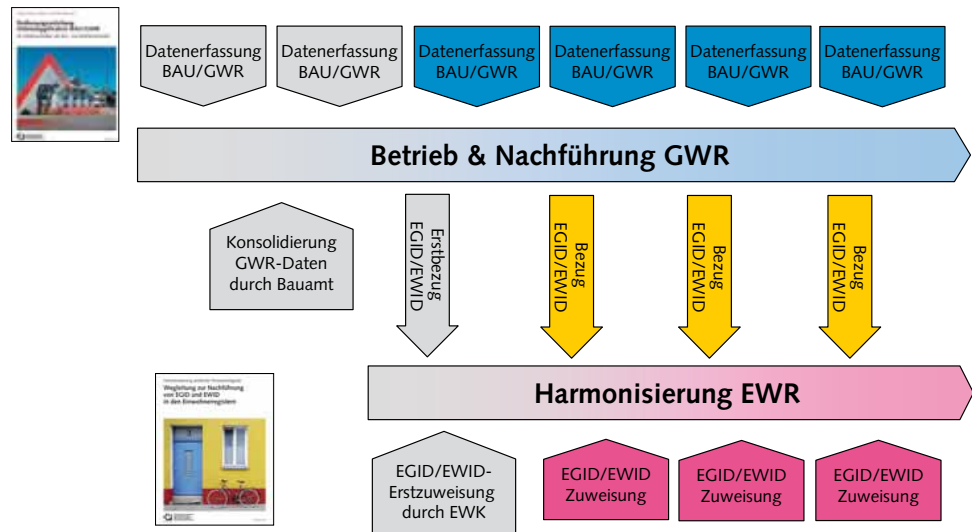 Bedienungsanleitung
Datenerfassung
BAU/GWR
Datenerfassung
BAU/GWR
Datenerfassung
BAU/GWR
Datenerfassung
BAU/GWR
Datenerfassung
BAU/GWR
Datenerfassung
BAU/GWR
Betrieb & Nachführung GWR
Konsolidierung
GWR-Daten
durch Bauamt
Erstbezug
EGID/EWID
Bezug
EGID/EWID
Bezug
EGID/EWID
Bezug
EGID/EWID
Wegleitung zur Nachführung
von EGID und EWID
in den Einwohnerregistern
Harmonisierung EWR
EGID/EWID-
Erstzuweisung
durch EWK
EGID/EWID
Zuweisung
EGID/EWID
Zuweisung
EGID/EWID
Zuweisung